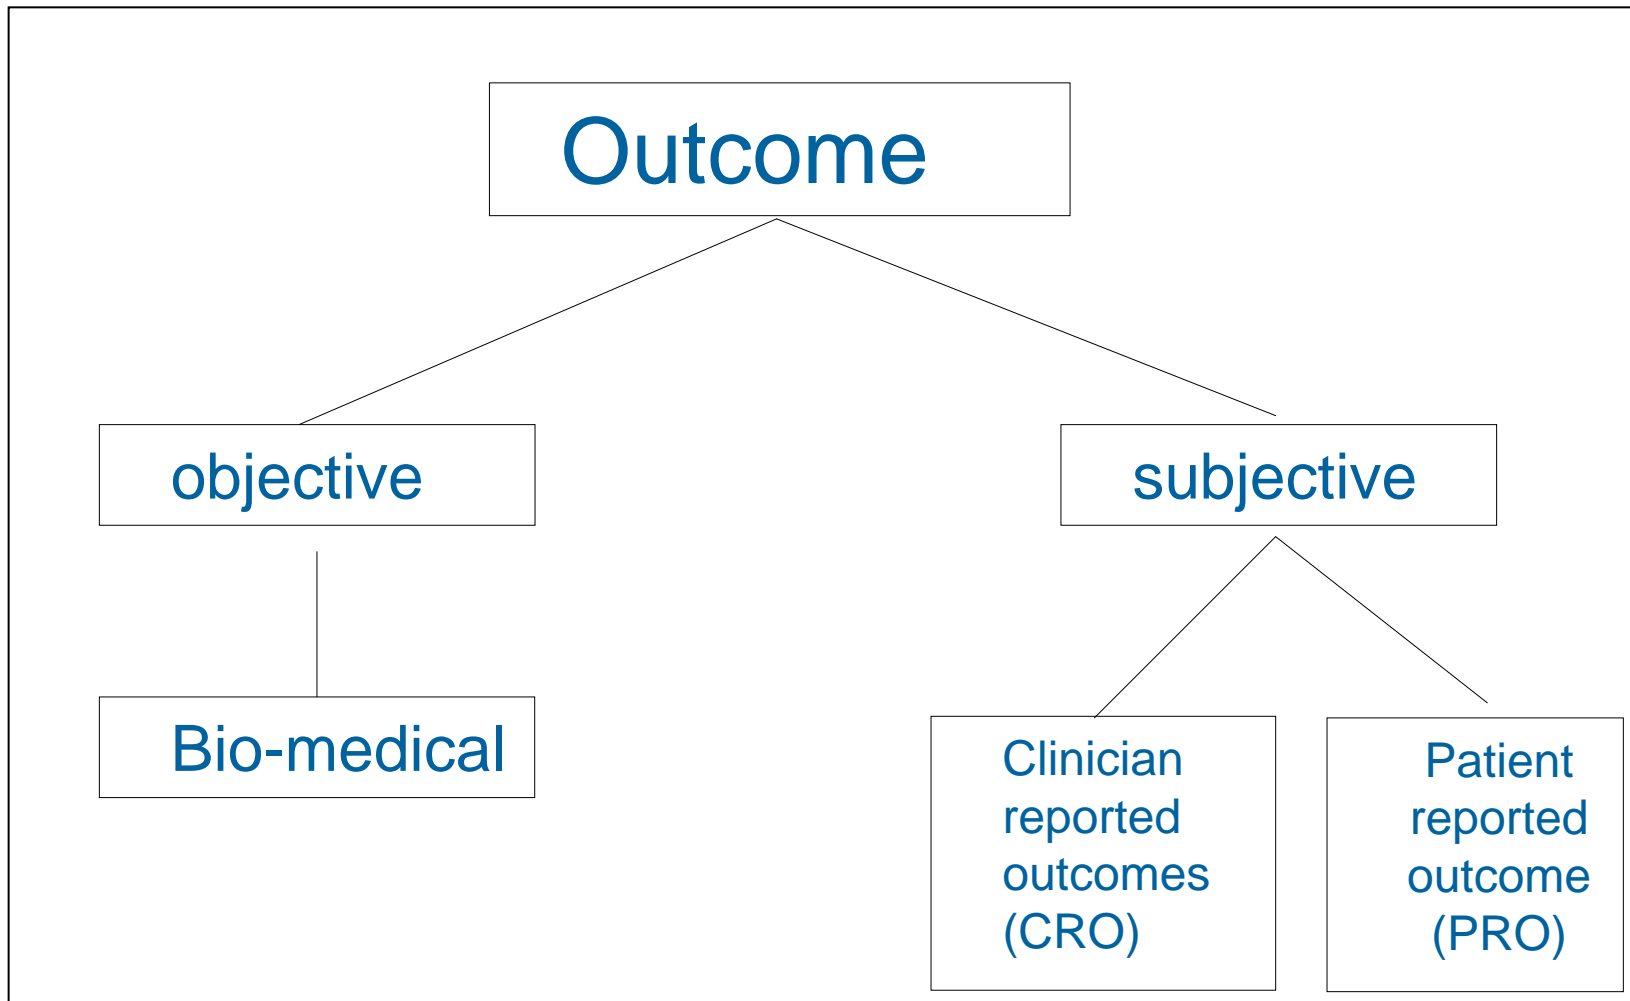 Outcome
objective
subjective
Bio-medical
Clinician
reported
outcomes
(CRO)
Patient
reported
outcome
(PRO)